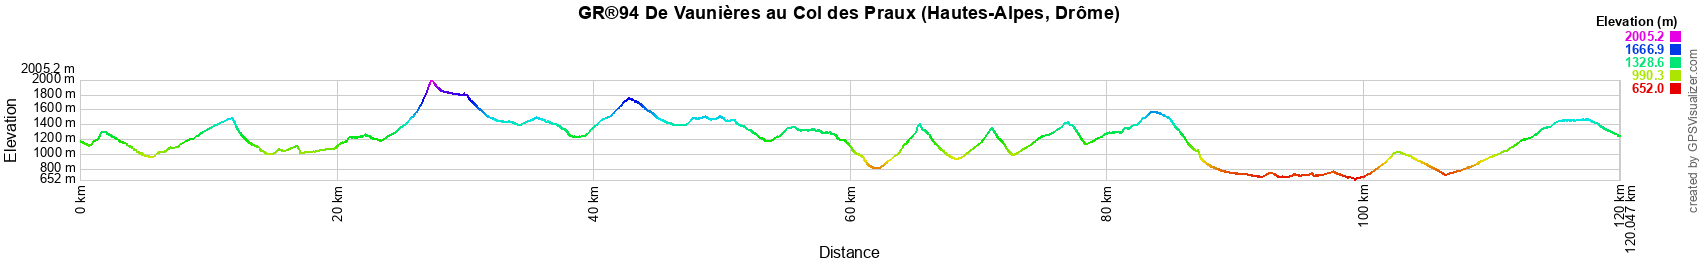 GR®94 De Vaunières au Col des Praux (Hautes-Alpes, Drôme)
Elevation (m)
2005.2
1666.9
1328.6
990.3
652.0
2005.2 m
2000 m
1800 m
1600 m
1400 m
1200 m
1000 m
800 m
652 m
Elevation
0 km
20 km
40 km
60 km
80 km
100 km
120 km
120.047 km
Distance
created by GPSVisualizer.com